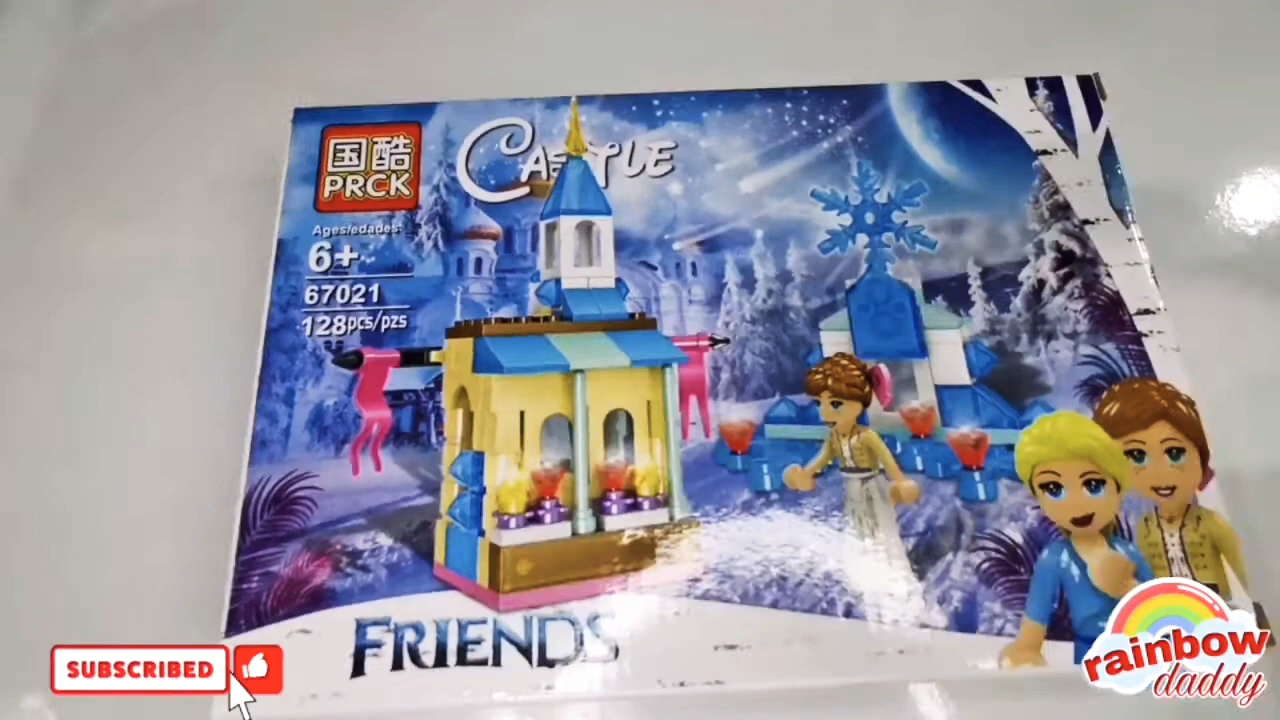 国酷
PRCK
CASTLE
Ages/edades:
6+
67021
128pcs/pzs
FRIENDS
SUBSCRIBED
rainbow
daddy